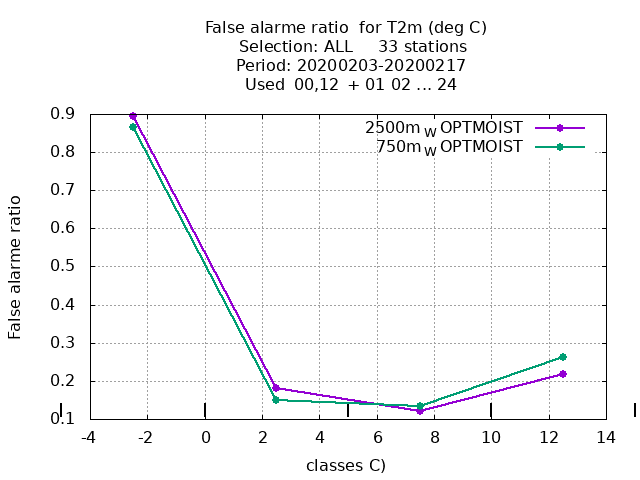 False alarme ratio  for T2m (deg C)
Selection: ALL     33 stations
Period: 20200203-20200217
Used  00,12  + 01 02 ... 24
2500m W OPTMOIST
750m W OPTMOIST
False alarme ratio
0.9
0.8
0.7
0.6
0.5
0.4
0.3
0.2
0.1
-4 -2 0 2 4 6 8 10 12 14
classes C)